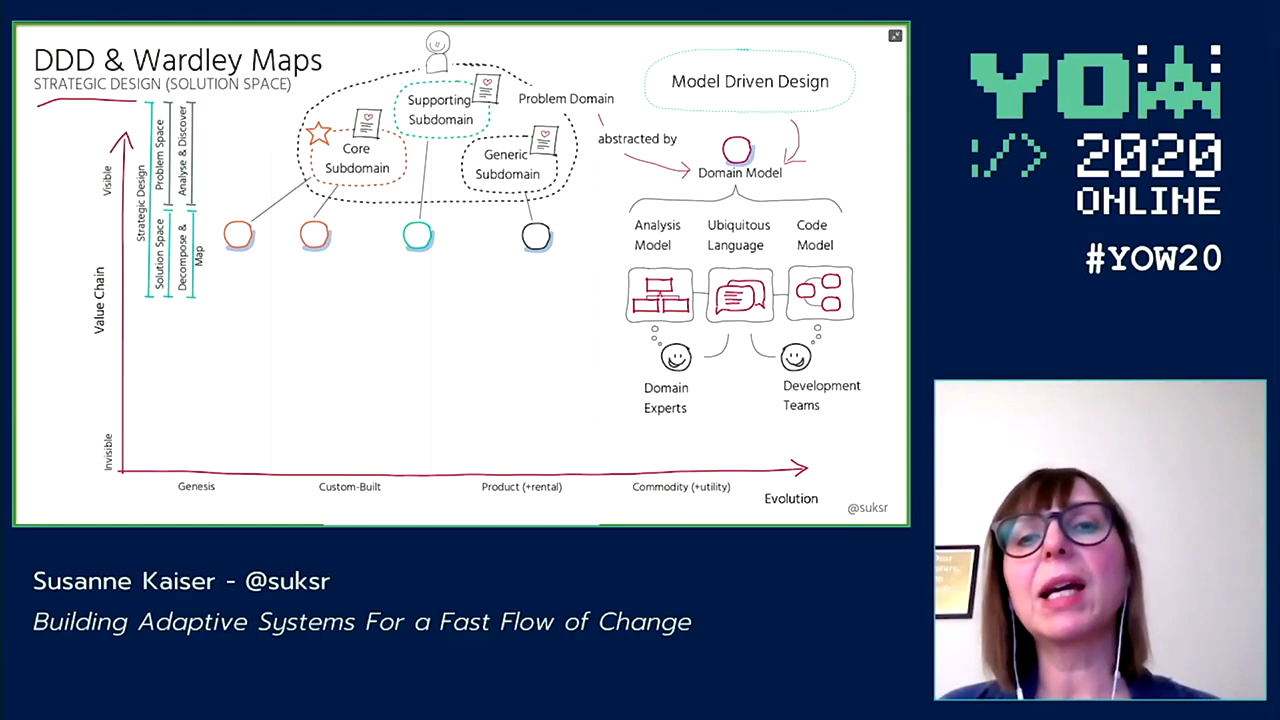 DDD & Wardley Maps
STRATEGIC DESIGN (SOLUTION SPACE)
Strategic Design
Problem Space
Solution Space
Analyse & Discover
Decompose &
Map
Value Chain
Visible
Invisible
Core
Subdomain
Supporting
Subdomain
Generic
Subdomain
Problem Domain
abstracted by
Model Driven Design
Domain Model
Analysis
Model
Ubiquitous
Language
Code
Model
Domain
Experts
Development
Teams
Genesis
Custom-Built
Product (+rental)
Commodity (+utility)
Evolution
@suksr
YOW
:/> 2020
ONLINE
#YOW20
Susanne Kaiser - @suksr
Building Adaptive Systems For a Fast Flow of Change